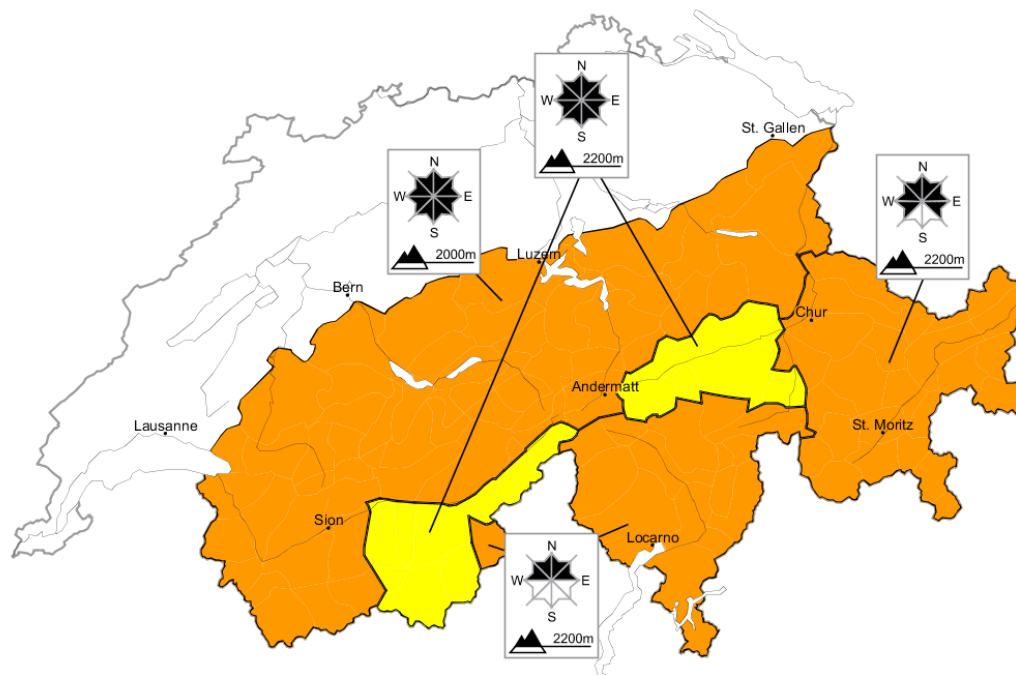 N
W E
S
2200m
St. Gallen
N
W E
S
2000m
N
W E
S
2200m
Luzern
Bern
Chur
Andermatt
Lausanne
St. Moritz
Sion
Locarno
N
W E
S
2200m